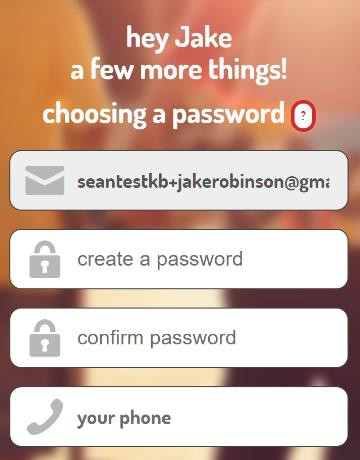 hey Jake
a few more things!
choosing a password ?
seantestkb+jakerobinson@gma
create a password
confirm password
your phone